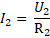 I₂ = U₂/R₂